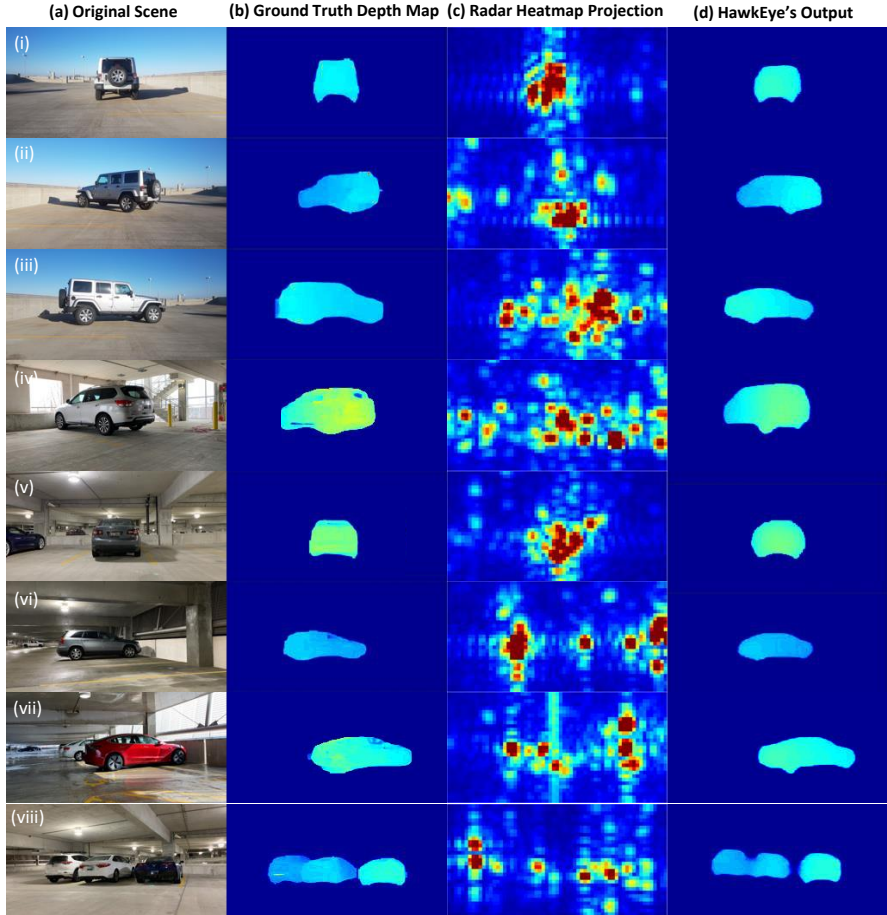 (a) Original Scene (b) Ground Truth Depth Map (c) Radar Heatmap Projection (d) HawkEye's Output
(i)
(ii)
(iii)
(iv)
(v)
(vi)
(vii)
(viii)